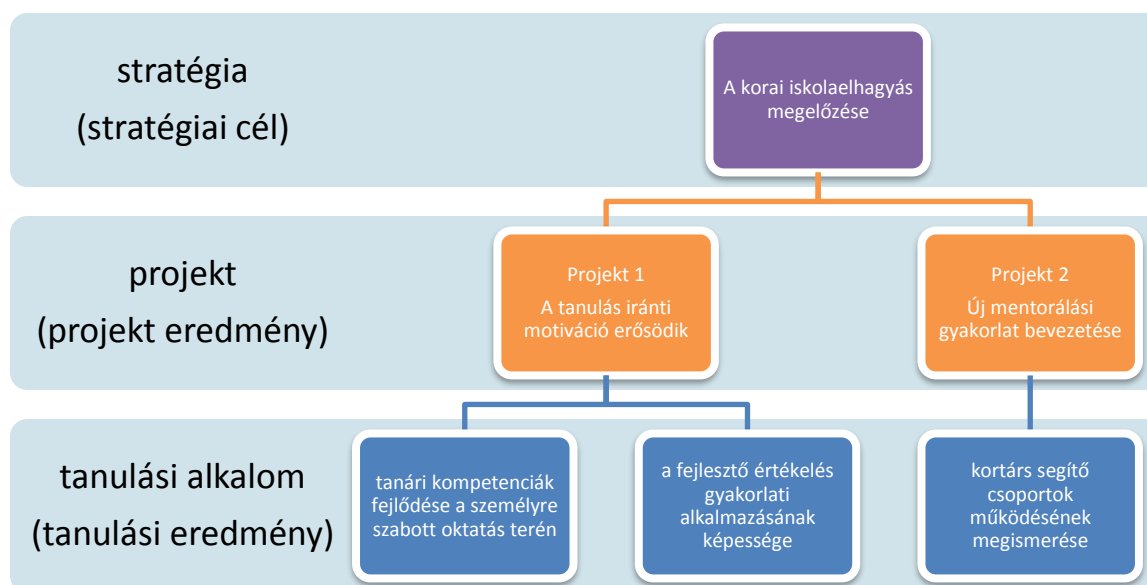 stratégia
(stratégiai cél)
A korai iskolaelhagyás
megelőzése
projekt
(projekt eredmény)
Projekt 1
A tanulás iránti
motiváció erősödik
Projekt 2
Új mentorálási
gyakorlat bevezetése
tanulási alkalom
(tanulási eredmény)
tanári kompetenciák
fejlődése a személyre
szabott oktatás terén
a fejlesztő értékelés
gyakorlati
alkalmazásának
képessége
kortárs segítő
csoportok
működésének
megismerése